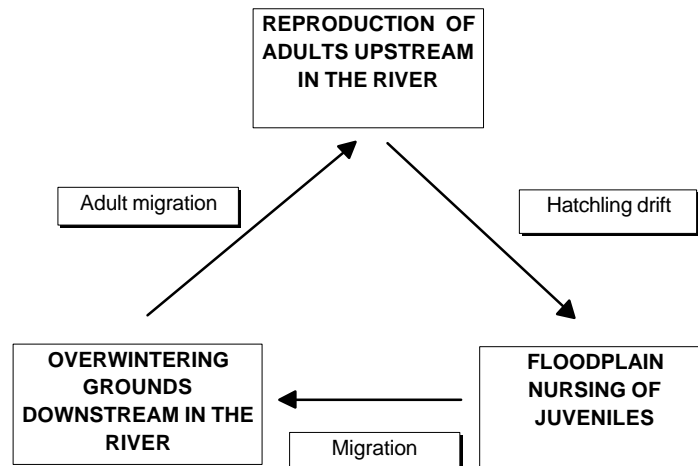 REPRODUCTION OF
ADULTS UPSTREAM
IN THE RIVER
Adult migration
Hatchling drift
OVERWINTERING
GROUNDS
DOWNSTREAM IN THE
RIVER
FLOODPLAIN
NURSING OF
JUVENILES
Migration